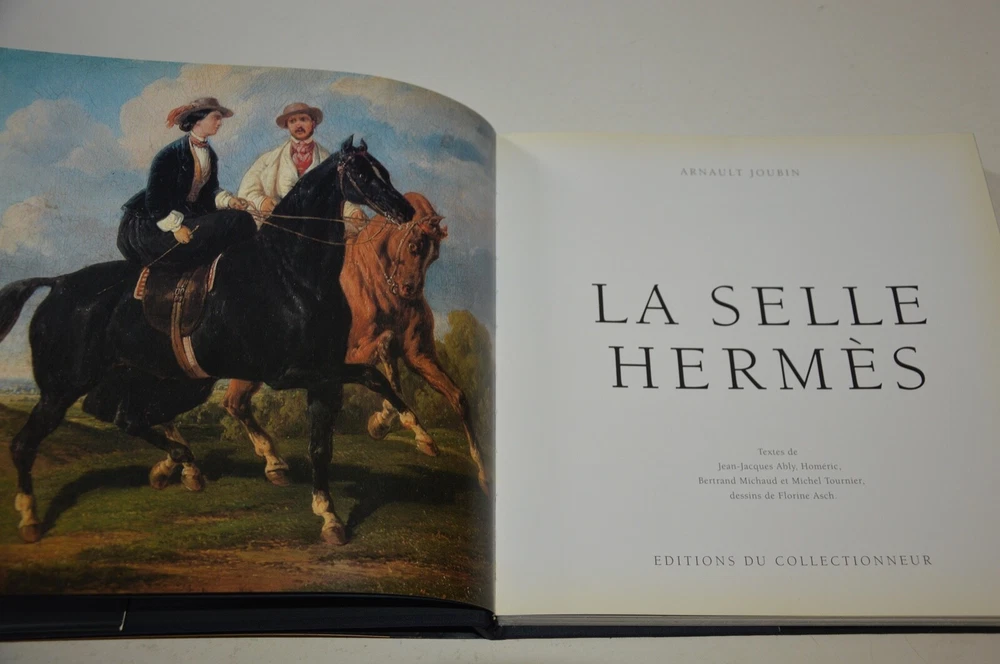 ARNAULT JOUBIN
LA SELLE
HERMÈS
Textes de
Jean-Jacques Ably, Homéric,
Bertrand Michaud et Michel Tournier,
dessins de Florine Asch.
EDITIONS DU COLLECTIONNEUR